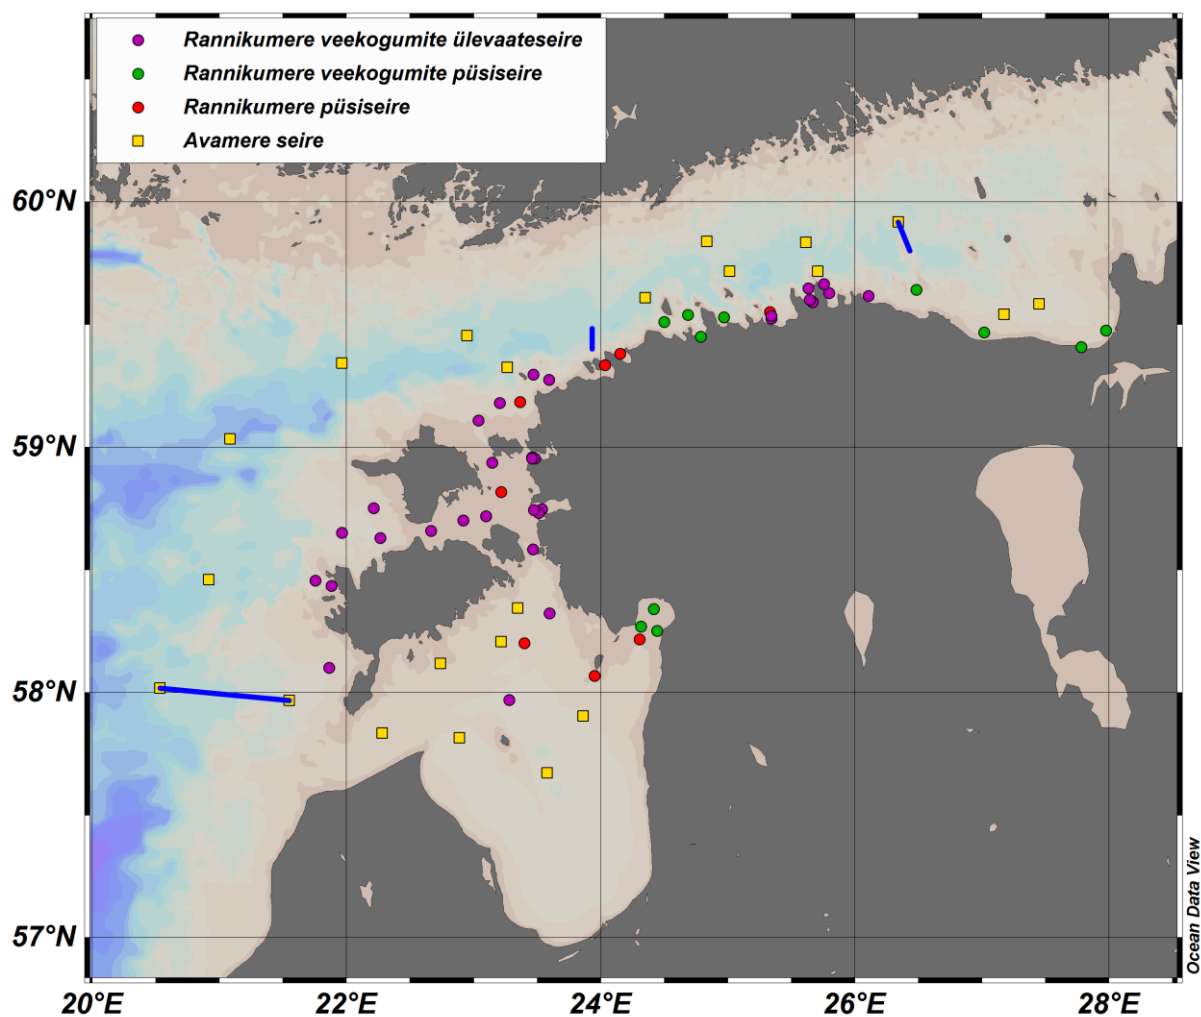 Rannikumere veekogumite ülevaateseire
Rannikumere veekogumite püsiseire
Rannikumere püsiseire
Avamere seire
60°N
59°N
58°N
57°N
20°E 22°E 24°E 26°E 28°E
Ocean Data View